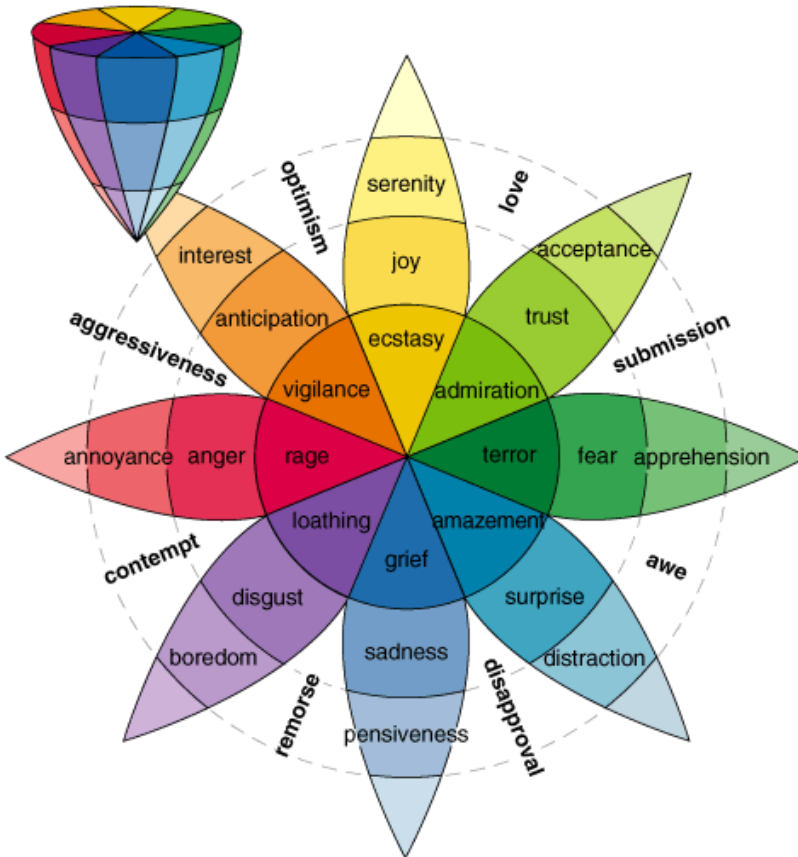 optimism
love
serenity
interest
acceptance
joy
anticipation
trust
aggressiveness
submission
ecstasy
vigilance
admiration
annoyance
anger
rage
terror
fear
apprehension
loathing
amazement
contempt
grief
awe
disgust
surprise
boredom
sadness
distraction
remorse
disapproval
pensiveness